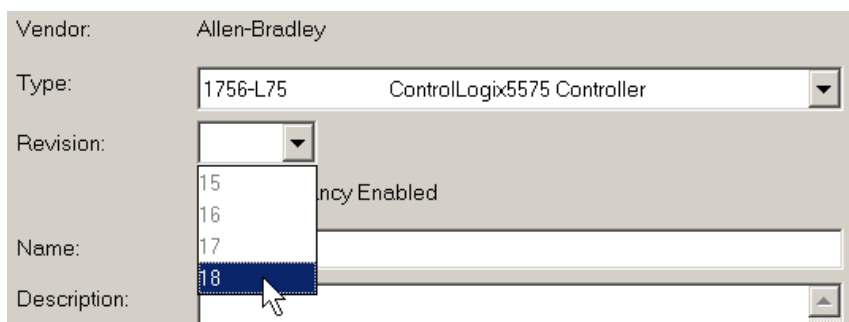 Vendor: Allen-Bradley
Type: 1756-L75 ControlLogix5575 Controller
Revision:
15
ncy Enabled
16
Name: 17
18
Description: